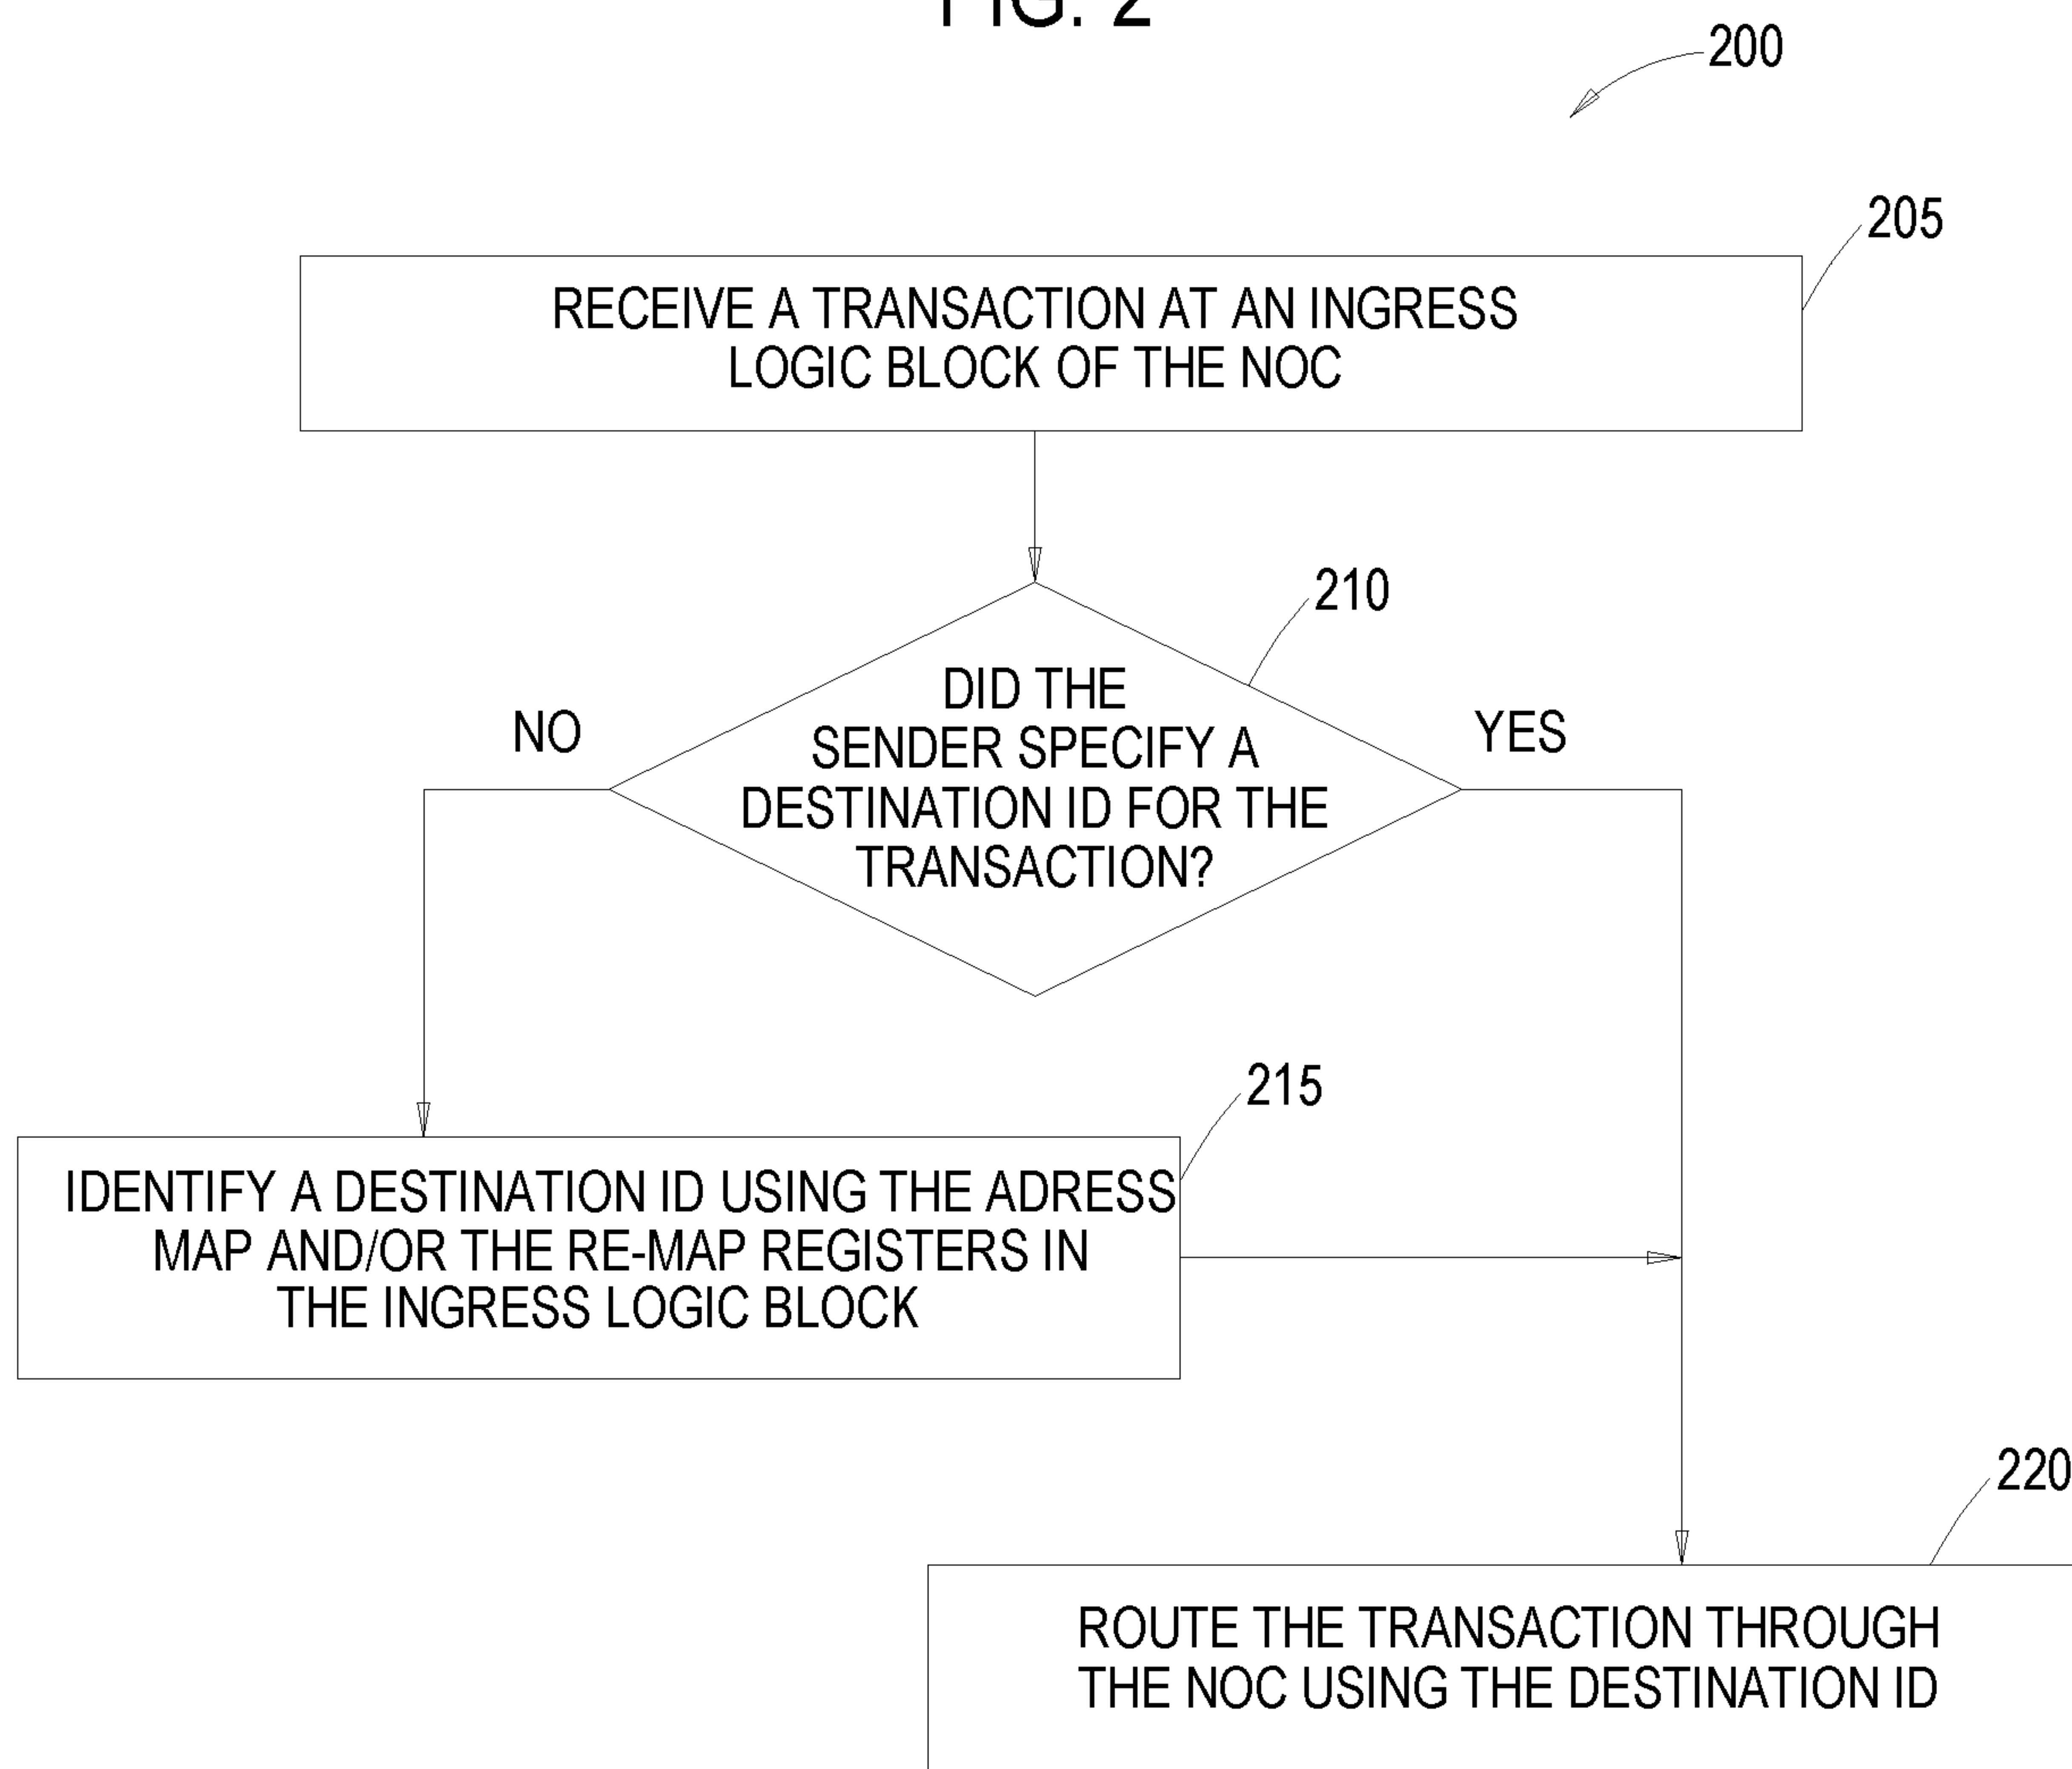 FIG. 2
200
205
RECEIVE A TRANSACTION AT AN INGRESS
LOGIC BLOCK OF THE NOC
210
DID THE
SENDER SPECIFY A
DESTINATION ID FOR THE
TRANSACTION?
NO
YES
215
IDENTIFY A DESTINATION ID USING THE ADRESS
MAP AND/OR THE RE-MAP REGISTERS IN
THE INGRESS LOGIC BLOCK
220
ROUTE THE TRANSACTION THROUGH
THE NOC USING THE DESTINATION ID